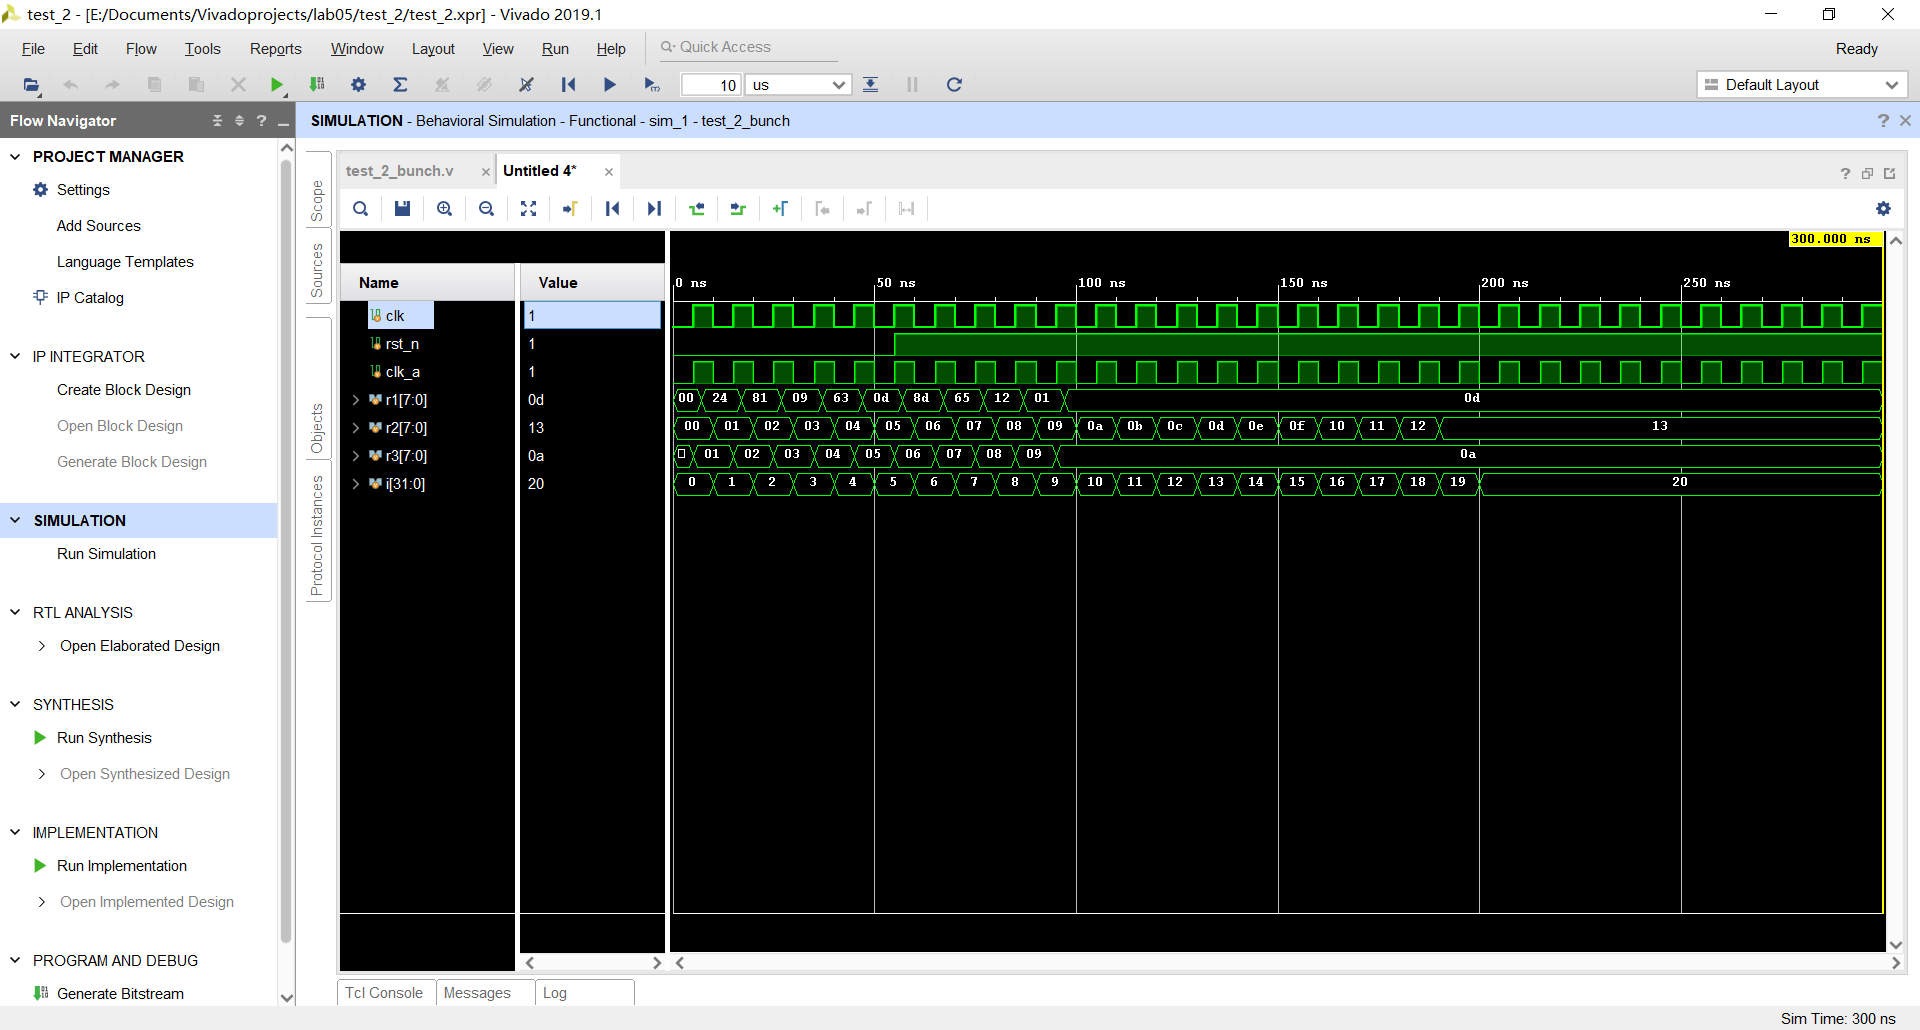 test_2 - [E:/Documents/Vivadoprojects/lab05/test_2/test_2.xpr] - Vivado 2019.1
File Edit Flow Tools Reports Window Layout View Run Help Quick Access Ready
10 us Default Layout
Flow Navigator ? _
SIMULATION - Behavioral Simulation - Functional - sim_1 - test_2_bunch ?
PROJECT MANAGER
Settings
Add Sources
Language Templates
IP Catalog
IP INTEGRATOR
Create Block Design
Open Block Design
Generate Block Design
SIMULATION
Run Simulation
RTL ANALYSIS
Open Elaborated Design
SYNTHESIS
Run Synthesis
Open Synthesized Design
IMPLEMENTATION
Run Implementation
Open Implemented Design
PROGRAM AND DEBUG
Generate Bitstream
Scope
Sources
Objects
Protocol Instances
test_2_bunch.v Untitled 4* ?
300.000 ns
Name Value 0 ns 50 ns 100 ns 150 ns 200 ns 250 ns
clk 1
rst_n 1
clk_a 1
r1[7:0] 0d 00 24 81 09 63 0d 8d 65 12 01 0d
r2[7:0] 13 00 01 02 03 04 05 06 07 08 09 0a 0b 0c 0d 0e 0f 10 11 12 13
r3[7:0] 0a 01 02 03 04 05 06 07 08 09 0a
i[31:0] 20 0 1 2 3 4 5 6 7 8 9 10 11 12 13 14 15 16 17 18 19 20
Tcl Console Messages Log
Sim Time: 300 ns